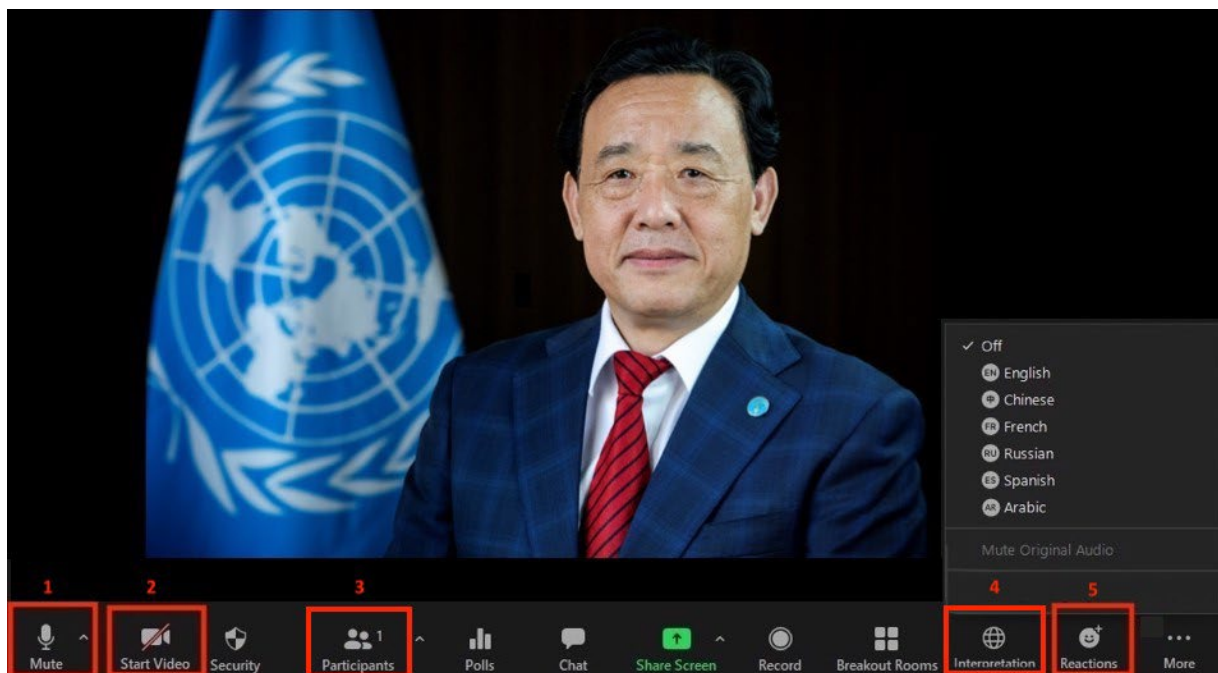 Off
EN English
中 Chinese
FR French
RU Russian
ES Spanish
AR Arabic
Mute Original Audio
1 2 3 4 5
1
Mute Start Video Security Participants Polls Chat Share Screen Record Breakout Rooms Interpretation Reactions More